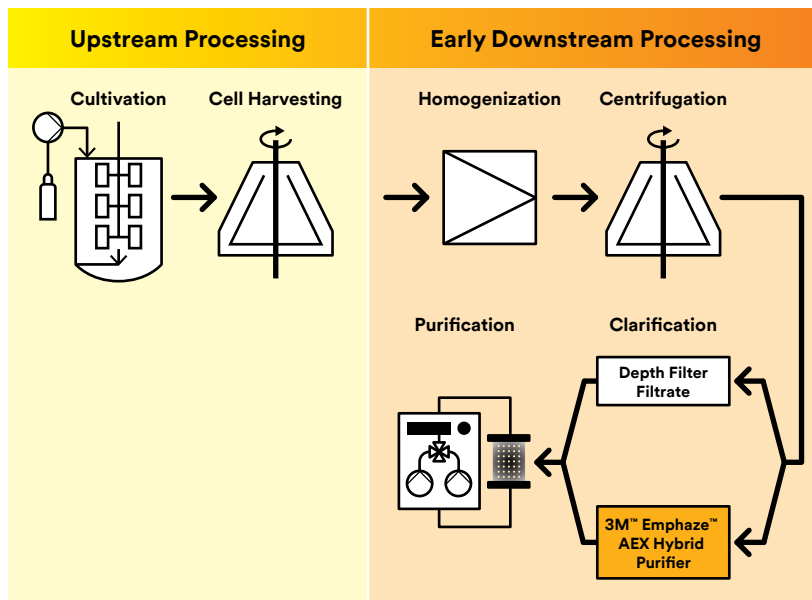 Upstream Processing
Early Downstream Processing
Cultivation
Cell Harvesting
Homogenization
Centrifugation
Purification
Clarification
Depth Filter
Filtrate
3M™ Emphaze™
AEX Hybrid
Purifier